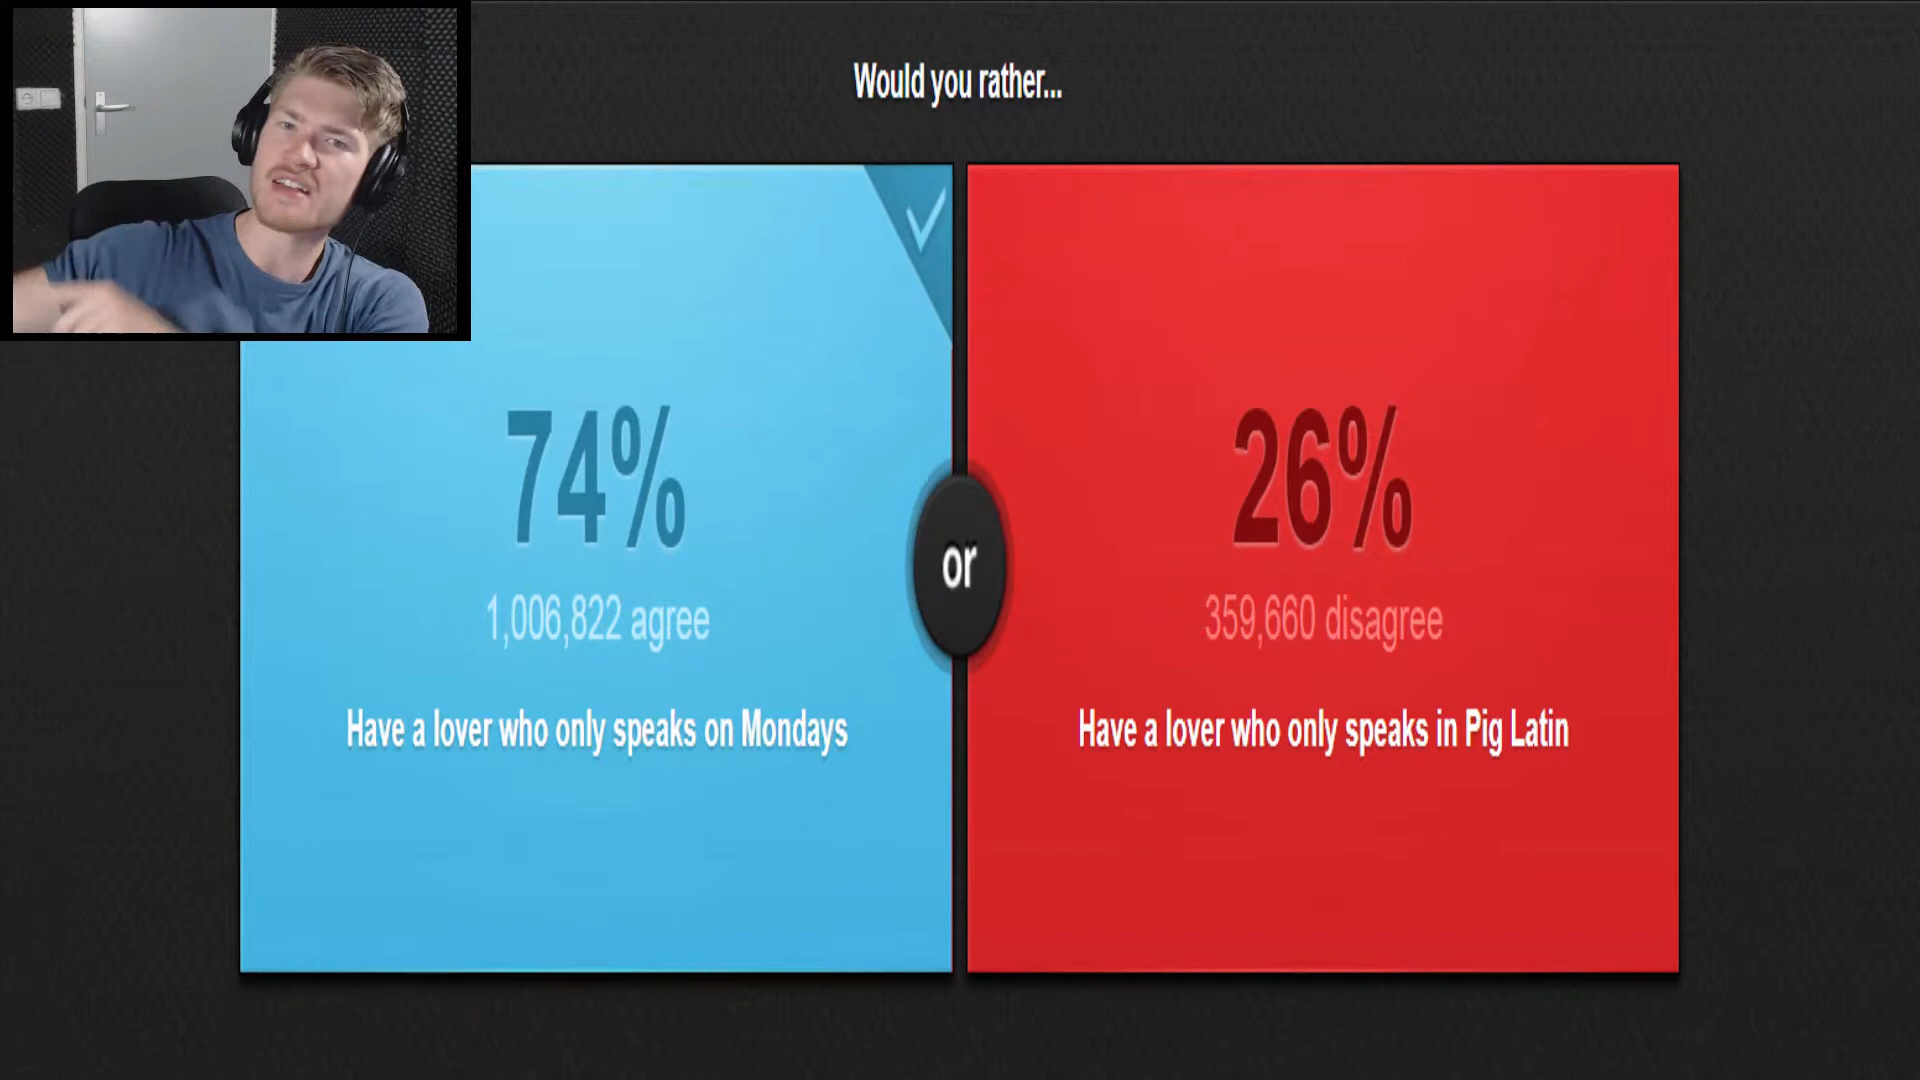 Would you rather...
74%
1,006,822 agree
Have a lover who only speaks on Mondays
or
26%
359,660 disagree
Have a lover who only speaks in Pig Latin